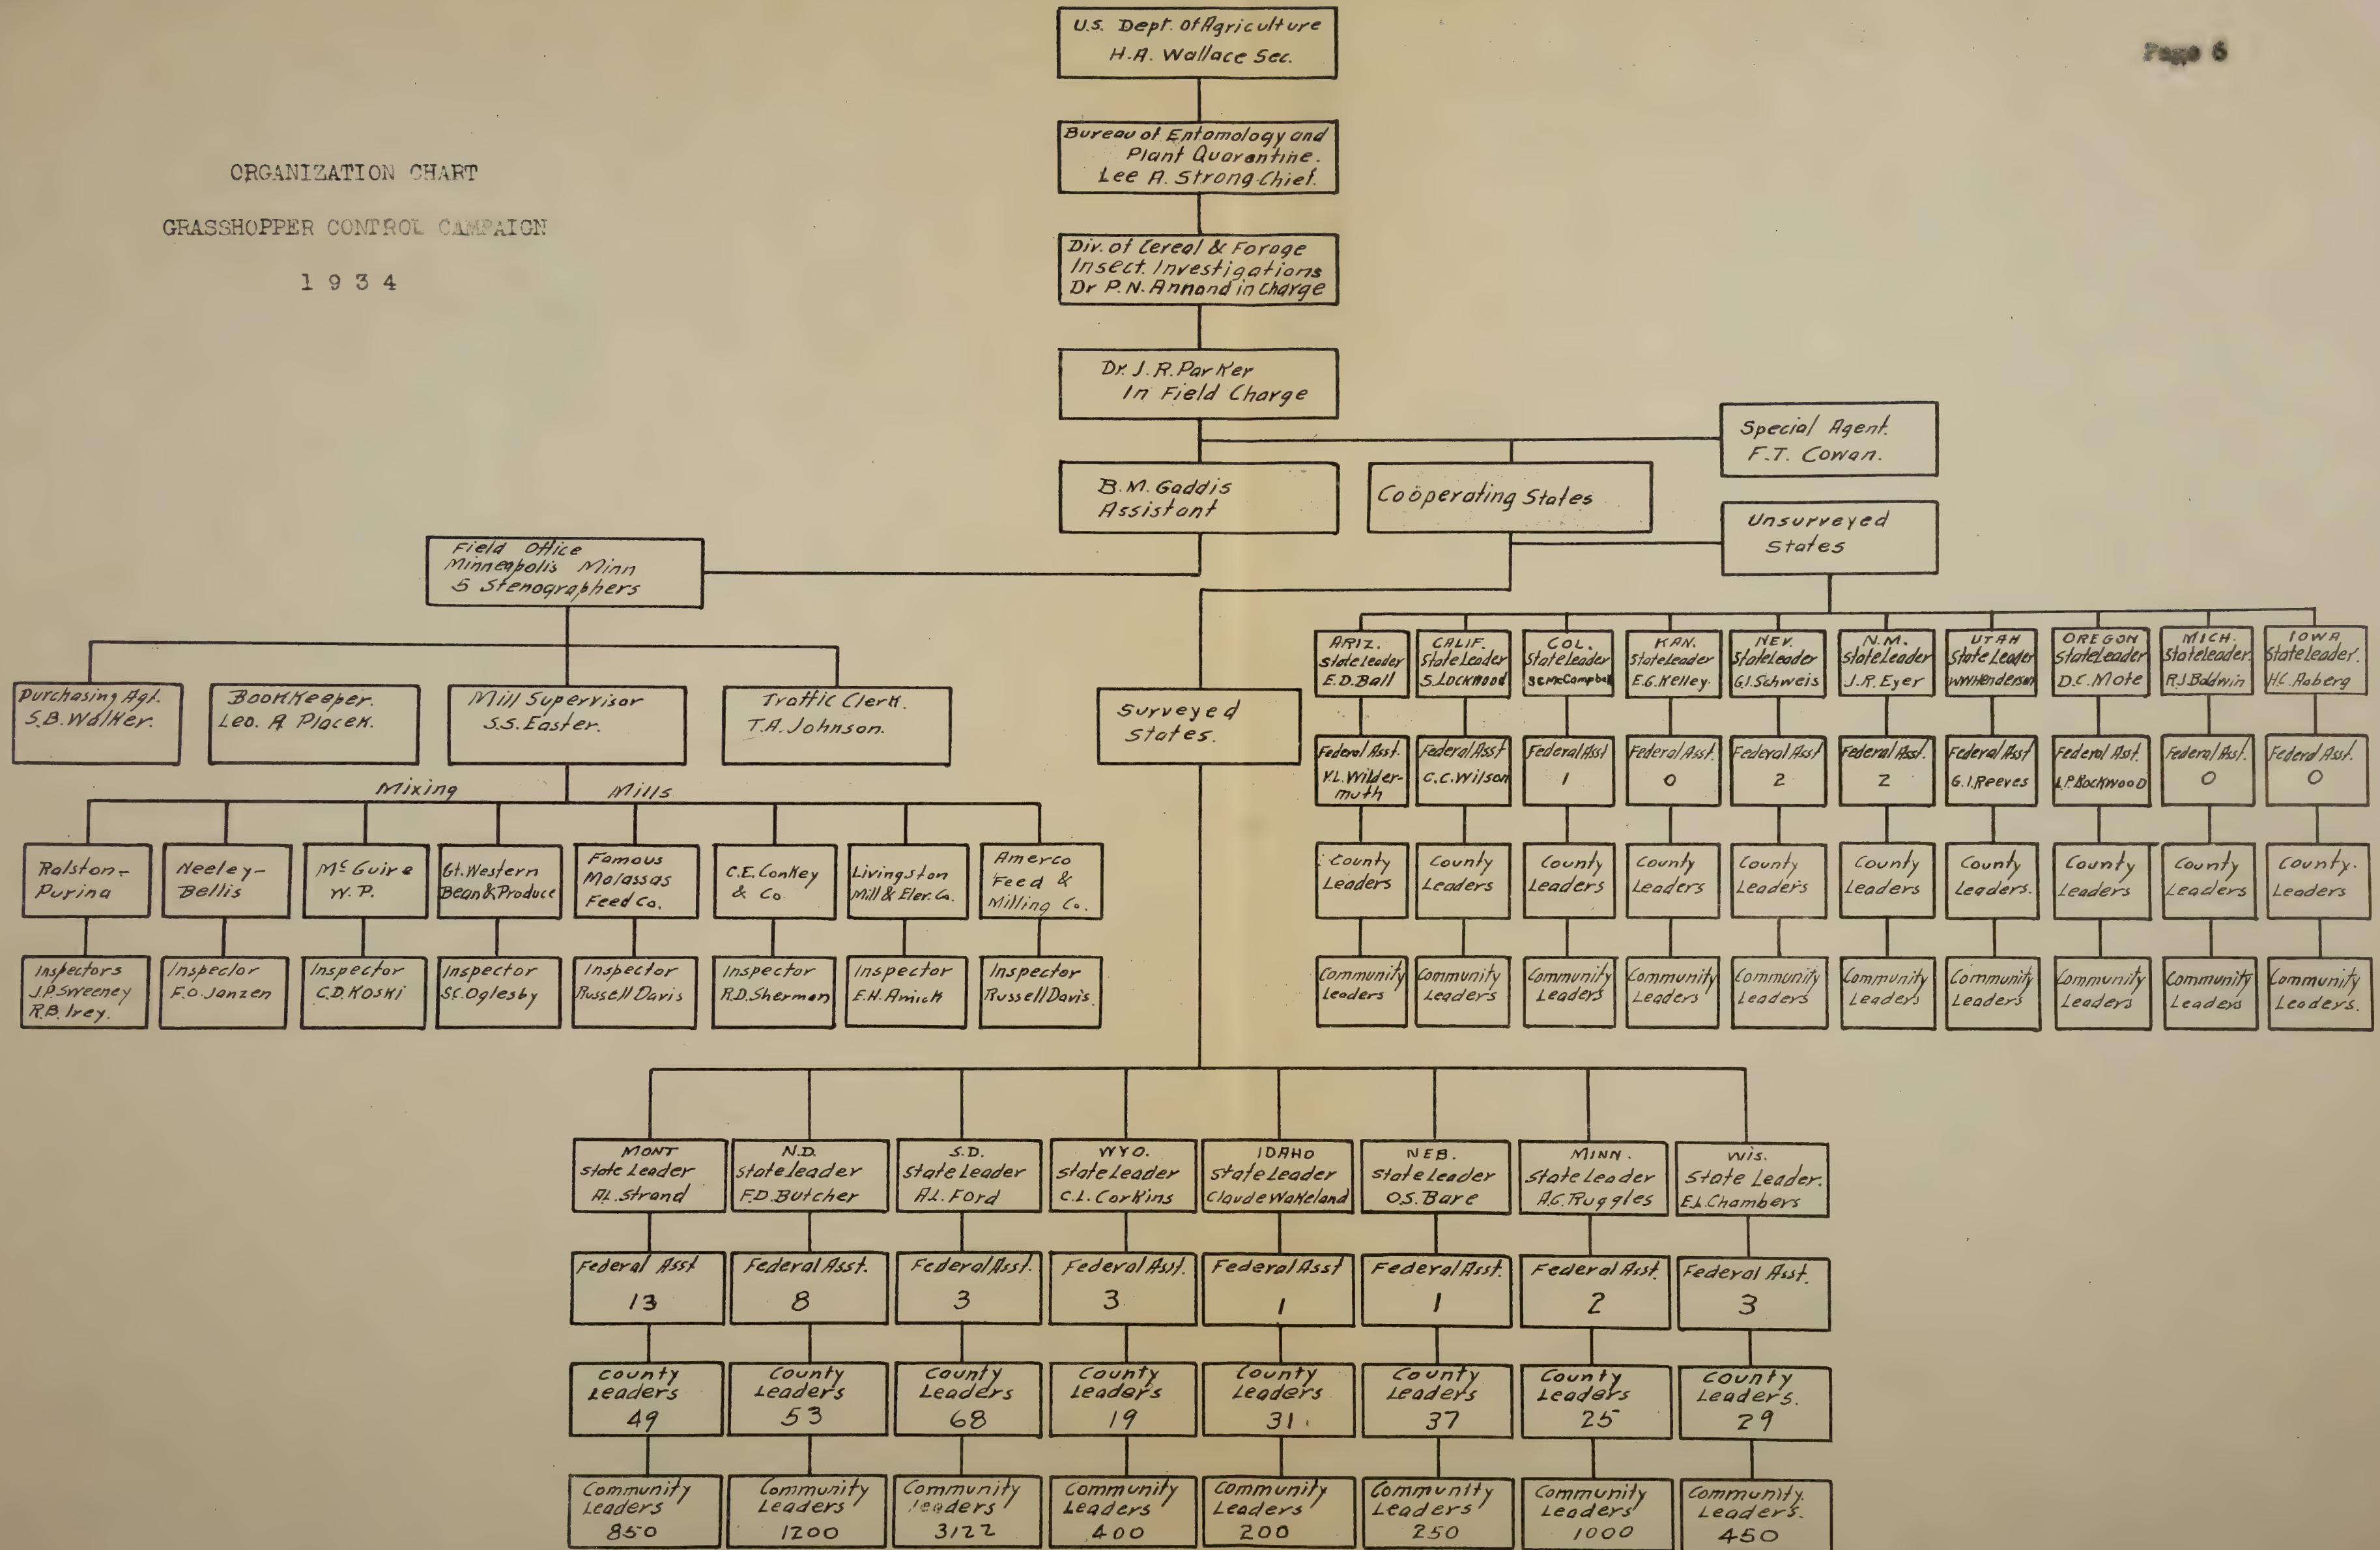 Page 6
ORGANIZATION CHART
GRASSHOPPER CONTROL CAMPAIGN
1934
U.S. Dept. of Agriculture
H.A. Wallace Sec.
Bureau of Entomology and
Plant Quarantine.
Lee A. Strong-Chief.
Div. of Cereal & Forage
Insect. Investigations
Dr P.N. Annand in Charge
Dr. J.R. Parker
In Field Charge
Special Agent.
F.T. Cowan.
B.M. Gaddis
Assistant
Coöperating States
Unsurveyed
States
Field Office
Minneapolis Minn
5 Stenographers
Purchasing Agt.
S.B. Walker.
BookKeeper.
Leo. A Placek.
Mill Supervisor
S.S. Easter.
Traffic Clerk.
T.A. Johnson.
Surveyed
States.
Mixing Mills
Ralston-
Purina
Neeley-
Bellis
McGuire
W.P.
Gt. Western
Bean & Produce
Famous
Molassas
Feed Co.
C.E. Conkey
& Co
Livingston
Mill & Elev. Co.
Amerco
Feed &
Milling Co.
Inspectors
J.P. Sweeney
R.B. Irey.
Inspector
F.O. Janzen
Inspector
C.D. Koski
Inspector
S.C. Oglesby
Inspector
Russell Davis
Inspector
R.D. Sherman
Inspector
E.H. Amick
Inspector
Russell Davis.
ARIZ.
State Leader
E.D. Ball
CALIF.
State Leader
S. Lockwood
COL.
State Leader
S.C. McCampbell
KAN.
State Leader
E.G. Kelley.
NEV.
State Leader
G.I. Schweis
N.M.
State Leader
J.R. Eyer
UTAH
State Leader
W.W. Henderson
OREGON
State Leader
D.C. Mote
MICH.
State Leader.
R.J. Baldwin
IOWA
State Leader.
H.C. Aaberg
Federal Asst.
V.L. Wilder-
muth
Federal Asst
C.C. Wilson
Federal Asst
1
Federal Asst.
0
Federal Asst
2
Federal Asst.
2
Federal Asst
G.I. Reeves
Federal Asst.
L.P. Rockwood
Federal Asst.
0
Federal Asst.
0
County
Leaders
County
Leaders
County
Leaders
County
Leaders
County
Leaders
County
Leaders
County
Leaders.
County
Leaders
County
Leaders
County.
Leaders
Community
Leaders
Community
Leaders
Community
Leaders
Community
Leaders
Community
Leaders
Community
Leaders
Community
Leaders
Community
Leaders
Community
Leaders
Community
Leaders.
MONT
State Leader
A.L. Strand
N.D.
State Leader
F.D. Butcher
S.D.
State Leader
A.L. Ford
WYO.
State Leader
C.L. Corkins
IDAHO
State Leader
Claude Wakeland
NEB.
State Leader
O.S. Bare
MINN.
State Leader
A.G. Ruggles
WIS.
State Leader.
E.L. Chambers
Federal Asst
13
Federal Asst.
8
Federal Asst.
3
Federal Asst.
3
Federal Asst
1
Federal Asst.
1
Federal Asst.
2
Federal Asst.
3
County
Leaders
49
County
Leaders
53
County
Leaders
68
County
Leaders
19
County
Leaders
31
County
Leaders
37
County
Leaders
25
County
Leaders.
29
Community
Leaders
850
Community
Leaders
1200
Community
leaders
3122
Community
Leaders
400
Community
Leaders
200
Community
Leaders
250
Community
Leaders
1000
Community.
Leaders.
450